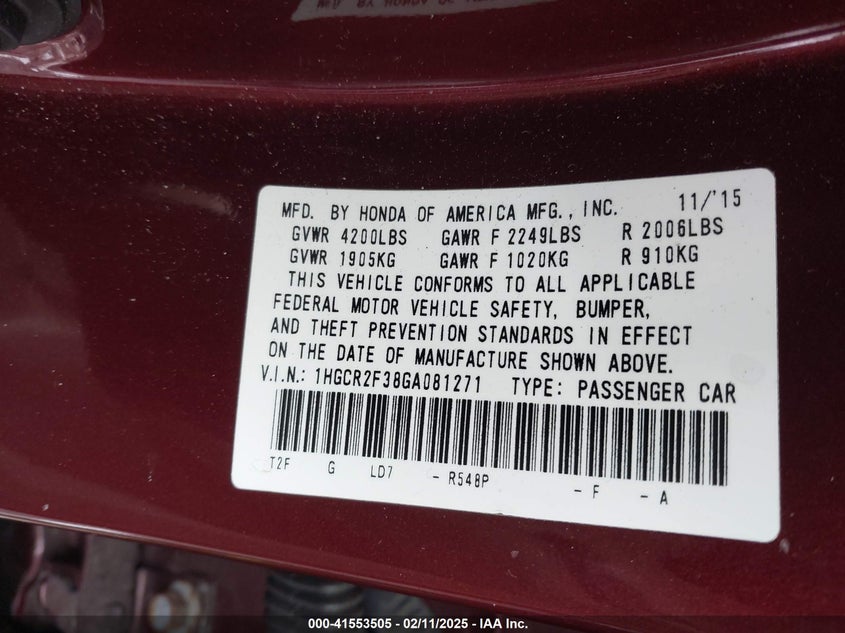 MFD. BY HONDA OF AMERICA MFG., INC. 11/'15
GVWR 4200LBS GAWR F 2249LBS R 2006LBS
GVWR 1905KG GAWR F 1020KG R 910KG
THIS VEHICLE CONFORMS TO ALL APPLICABLE
FEDERAL MOTOR VEHICLE SAFETY, BUMPER,
AND THEFT PREVENTION STANDARDS IN EFFECT
ON THE DATE OF MANUFACTURE SHOWN ABOVE.
V.I.N.: 1HGCR2F38GA081271 TYPE: PASSENGER CAR
T2F G LD7 - R548P - F - A
000-41553505 - 02/11/2025 - IAA Inc.